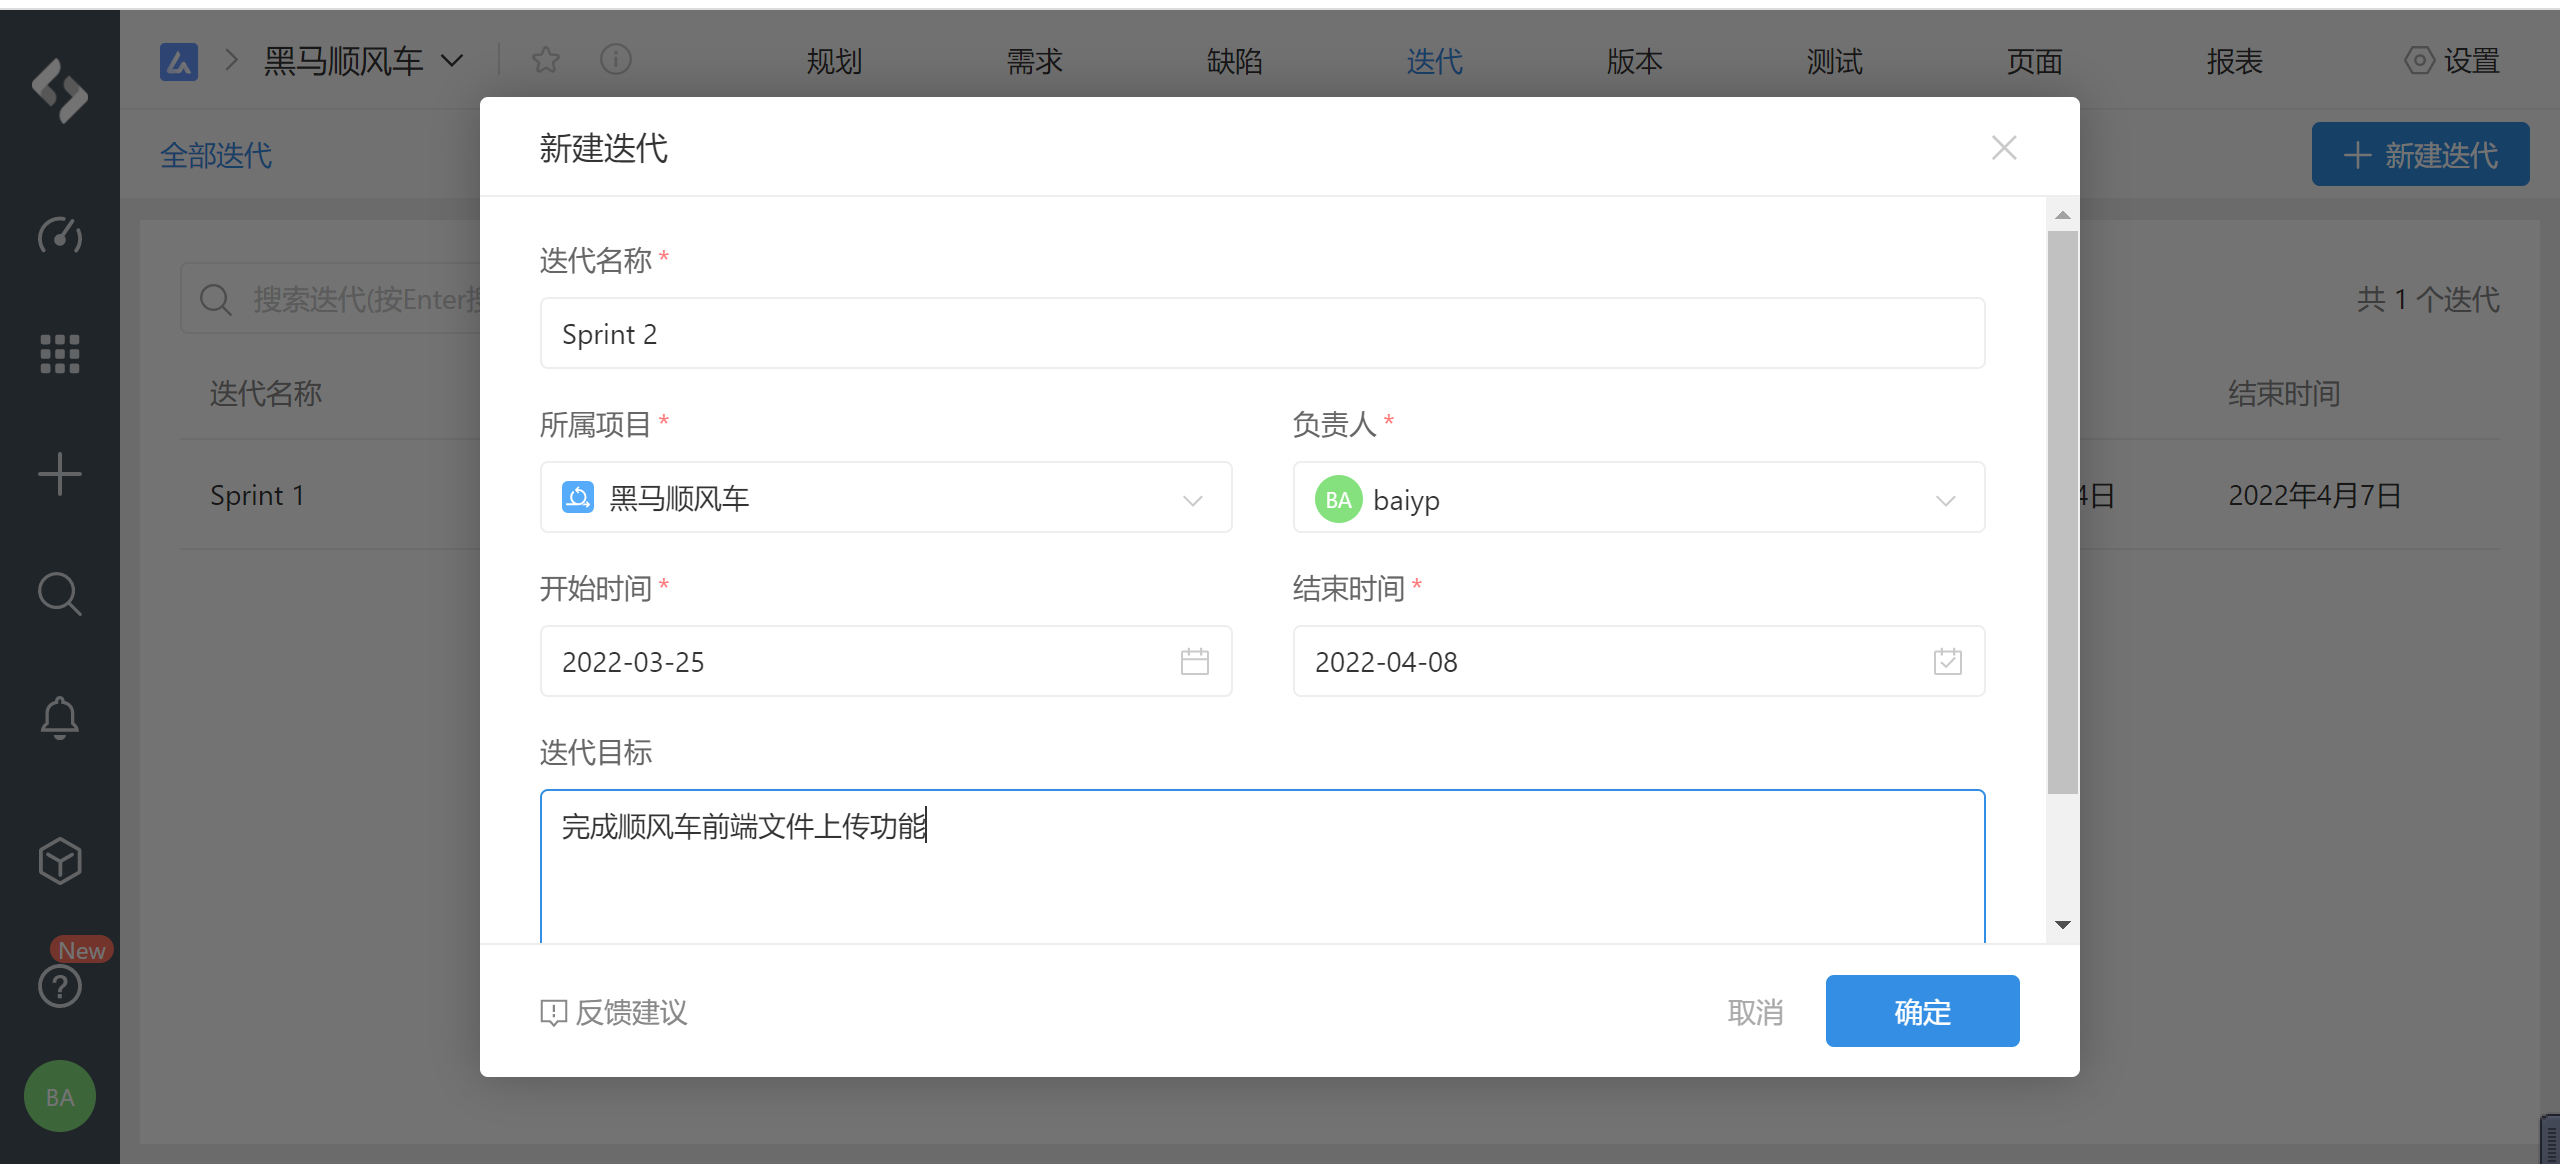 黑马顺风车
规划
需求
缺陷
迭代
版本
测试
页面
报表
设置
全部迭代
新建迭代
搜索迭代(按Enter
共 1 个迭代
迭代名称
结束时间
Sprint 1
4日
2022年4月7日
新建迭代
迭代名称 *
Sprint 2
所属项目 *
负责人 *
黑马顺风车
BA baiyp
开始时间 *
结束时间 *
2022-03-25
2022-04-08
迭代目标
完成顺风车前端文件上传功能
反馈建议
取消
确定
New
BA